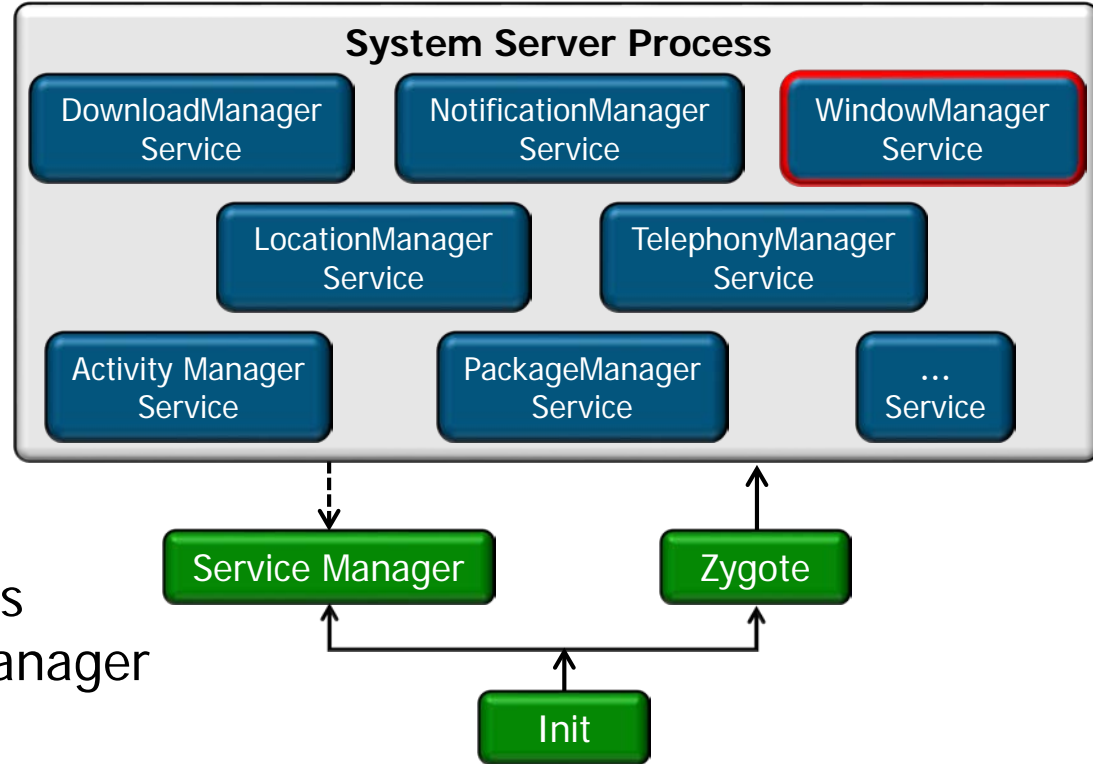 System Server Process
DownloadManager
Service
NotificationManager
Service
WindowManager
Service
LocationManager
Service
TelephonyManager
Service
Activity Manager
Service
PackageManager
Service
...
Service
Service Manager
Zygote
s
anager
Init